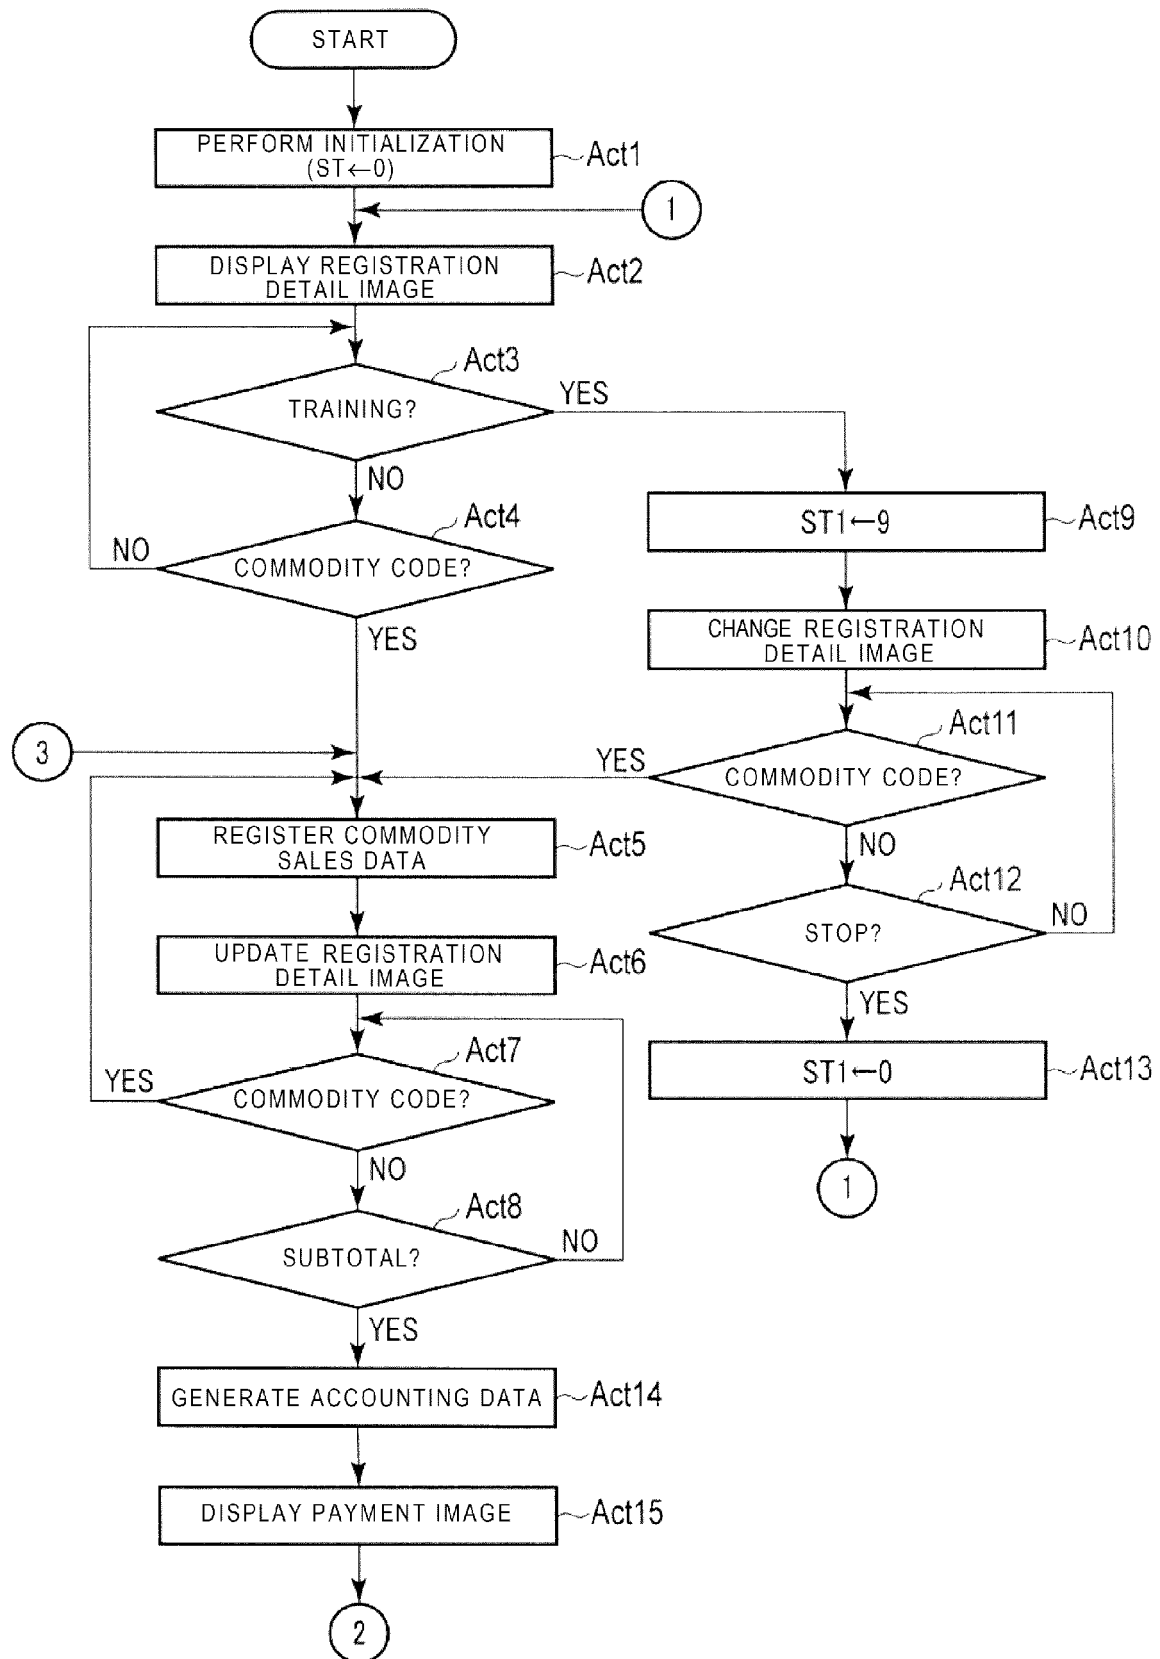 START
PERFORM INITIALIZATION
(ST←0)
Act1
1
DISPLAY REGISTRATION
DETAIL IMAGE
Act2
Act3
TRAINING?
YES
NO
Act4
COMMODITY CODE?
NO
YES
ST1←9
Act9
CHANGE REGISTRATION
DETAIL IMAGE
Act10
3
Act11
COMMODITY CODE?
YES
NO
REGISTER COMMODITY
SALES DATA
Act5
Act12
STOP?
NO
YES
UPDATE REGISTRATION
DETAIL IMAGE
Act6
Act7
COMMODITY CODE?
YES
NO
ST1←0
Act13
1
Act8
SUBTOTAL?
NO
YES
GENERATE ACCOUNTING DATA
Act14
DISPLAY PAYMENT IMAGE
Act15
2